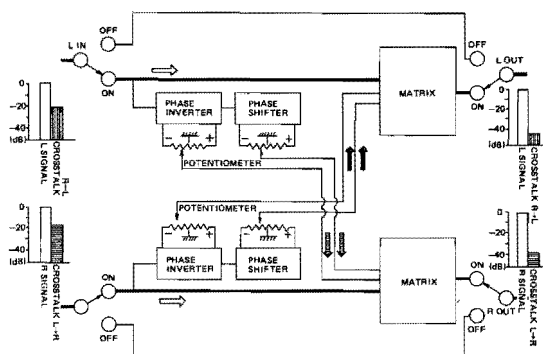 OFF
L IN
ON
OFF
L OUT
ON
0
-20
-40
(dB)
L SIGNAL
CROSSTALK
R→L
PHASE
INVERTER
PHASE
SHIFTER
- +
- +
POTENTIOMETER
MATRIX
0
-20
-40
(dB)
L SIGNAL
CROSSTALK R→L
POTENTIOMETER
- +
- +
PHASE
INVERTER
PHASE
SHIFTER
MATRIX
0
-20
-40
(dB)
R SIGNAL
CROSSTALK L→R
ON
OFF
0
-20
-40
(dB)
R SIGNAL
CROSSTALK L→R
ON
R OUT
OFF